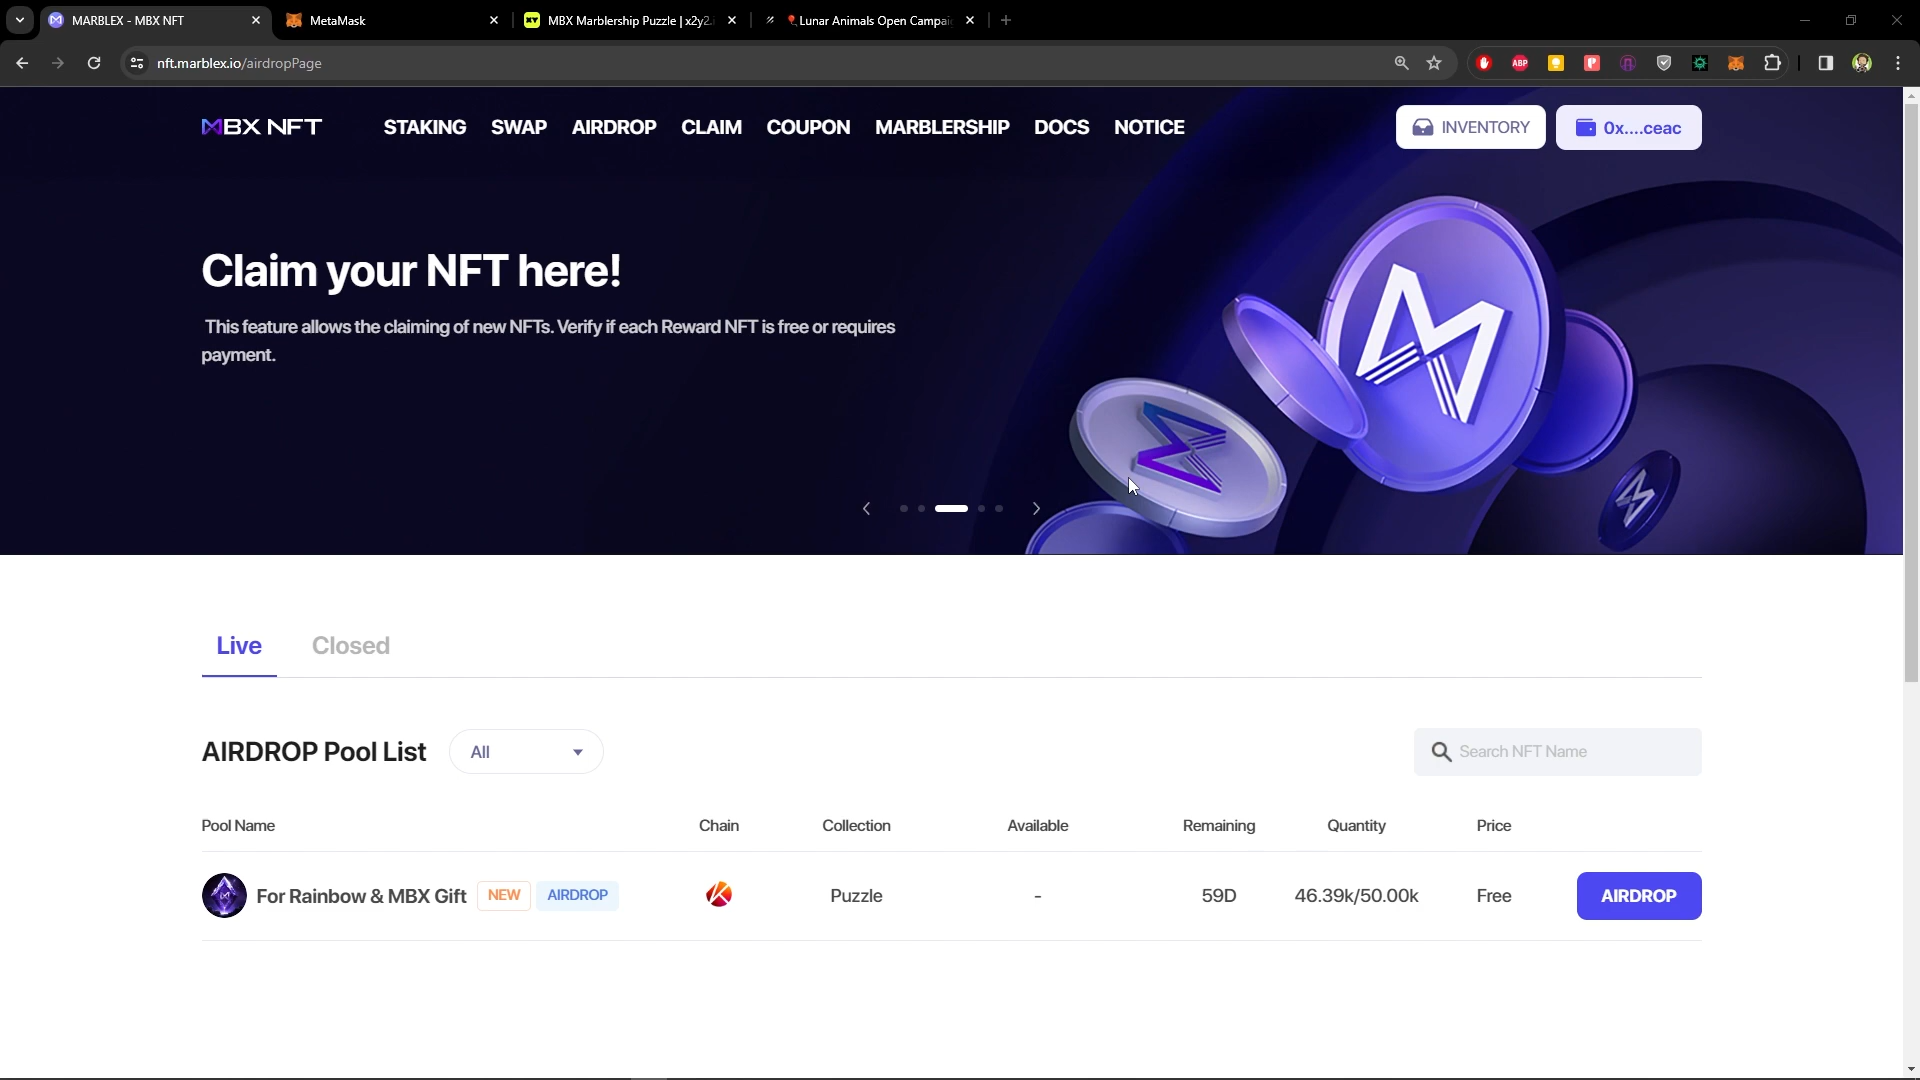 MARBLEX - MBX NFT
MetaMask
MBX Marblership Puzzle | x2y2.
Lunar Animals Open Campai
nft.marblex.io/airdropPage
ABP
MBX NFT
STAKING
SWAP
AIRDROP
CLAIM
COUPON
MARBLERSHIP
DOCS
NOTICE
INVENTORY
0x....ceac
Claim your NFT here!
This feature allows the claiming of new NFTs. Verify if each Reward NFT is free or requires
payment.
Live
Closed
AIRDROP Pool List
All
Search NFT Name
Pool Name
Chain
Collection
Available
Remaining
Quantity
Price
For Rainbow & MBX Gift
NEW
AIRDROP
Puzzle
-
59D
46.39k/50.00k
Free
AIRDROP